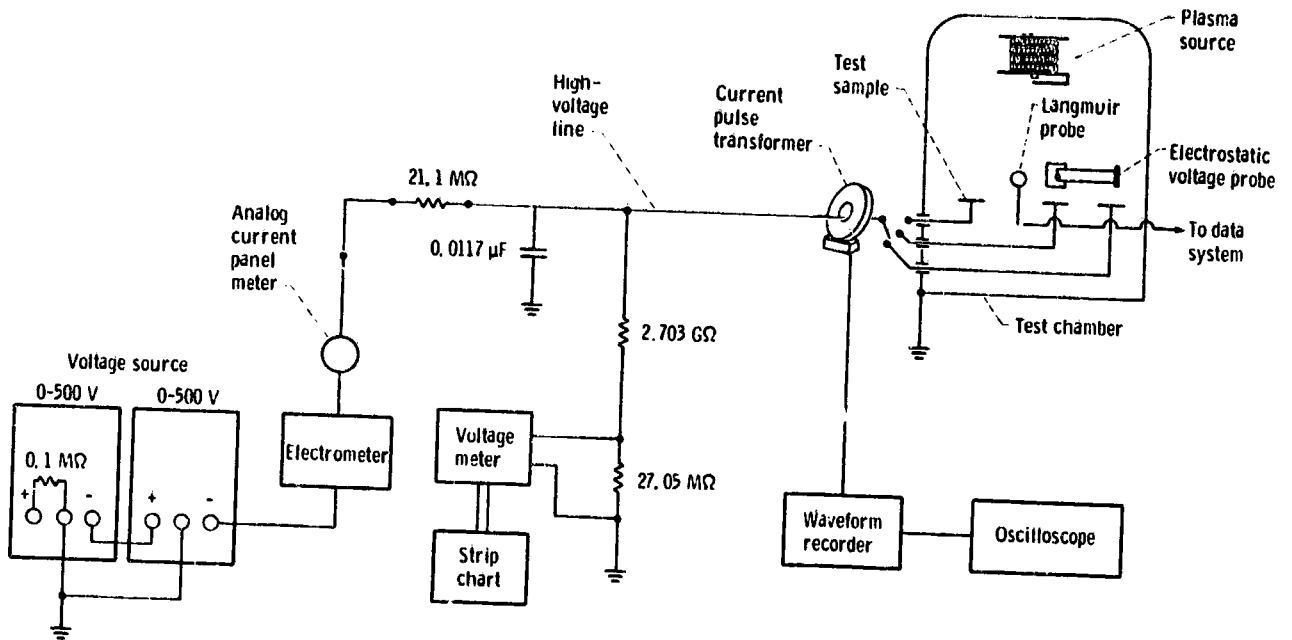 Plasma
source
High-
voltage
line
Test
sample
Current
pulse
transformer
Langmuir
probe
Electrostatic
voltage probe
21.1 MΩ
Analog
current
panel
meter
0.0117 µF
To data
system
Test chamber
2.703 GΩ
Voltage source
0-500 V
0-500 V
Electrometer
Voltage
meter
0.1 MΩ
27.05 MΩ
+
-
+
-
Strip
chart
Waveform
recorder
Oscilloscope